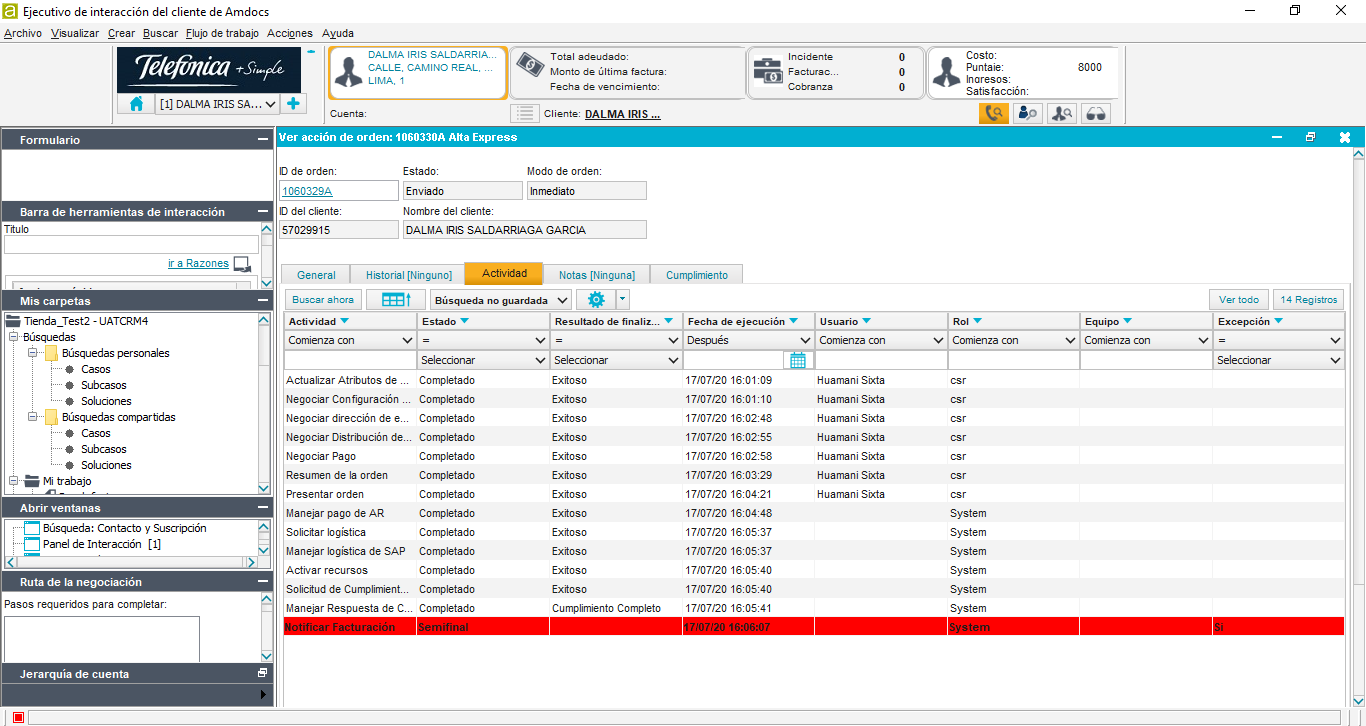 Ejecutivo de interacción del cliente de Amdocs
Archivo Visualizar Crear Buscar Flujo de trabajo Acciones Ayuda
Telefónica +Simple
[1] DALMA IRIS SA...
DALMA IRIS SALDARRIA...
CALLE, CAMINO REAL, ...
LIMA, 1
Total adeudado:
Monto de última factura:
Fecha de vencimiento:
Incidente 0
Facturac... 0
Cobranza 0
Costo:
Puntaie: 8000
Ingresos:
Satisfacción:
Cuenta:
Cliente: DALMA IRIS ...
Formulario
Barra de herramientas de interacción
Título
ir a Razones
Mis carpetas
Tienda_Test2 - UATCRM4
Búsquedas
Búsquedas personales
Casos
Subcasos
Soluciones
Búsquedas compartidas
Casos
Subcasos
Soluciones
Mi trabajo
Abrir ventanas
Búsqueda: Contacto y Suscripción
Panel de Interacción [1]
Ruta de la negociación
Pasos requeridos para completar:
Jerarquía de cuenta
Ver acción de orden: 1060330A Alta Express
ID de orden: Estado: Modo de orden:
1060329A Enviado Inmediato
ID del cliente: Nombre del cliente:
57029915 DALMA IRIS SALDARRIAGA GARCIA
General Historial [Ninguno] Actividad Notas [Ninguna] Cumplimiento
Buscar ahora Búsqueda no guardada Ver todo 14 Registros
Actividad Estado Resultado de finaliz... Fecha de ejecución Usuario Rol Equipo Excepción
Comienza con = = Después Comienza con Comienza con Comienza con =
Seleccionar Seleccionar Seleccionar
Actualizar Atributos de ... Completado Exitoso 17/07/20 16:01:09 Huamani Sixta csr
Negociar Configuración ... Completado Exitoso 17/07/20 16:01:10 Huamani Sixta csr
Negociar dirección de e... Completado Exitoso 17/07/20 16:02:48 Huamani Sixta csr
Negociar Distribución de... Completado Exitoso 17/07/20 16:02:55 Huamani Sixta csr
Negociar Pago Completado Exitoso 17/07/20 16:02:58 Huamani Sixta csr
Resumen de la orden Completado Exitoso 17/07/20 16:03:29 Huamani Sixta csr
Presentar orden Completado Exitoso 17/07/20 16:04:21 Huamani Sixta csr
Manejar pago de AR Completado Exitoso 17/07/20 16:04:48 System
Solicitar logística Completado Exitoso 17/07/20 16:05:37 System
Manejar logística de SAP Completado Exitoso 17/07/20 16:05:37 System
Activar recursos Completado Exitoso 17/07/20 16:05:40 System
Solicitud de Cumplimient... Completado Exitoso 17/07/20 16:05:40 System
Manejar Respuesta de C... Completado Cumplimiento Completo 17/07/20 16:05:41 System
Notificar Facturación Semifinal 17/07/20 16:06:07 System Si